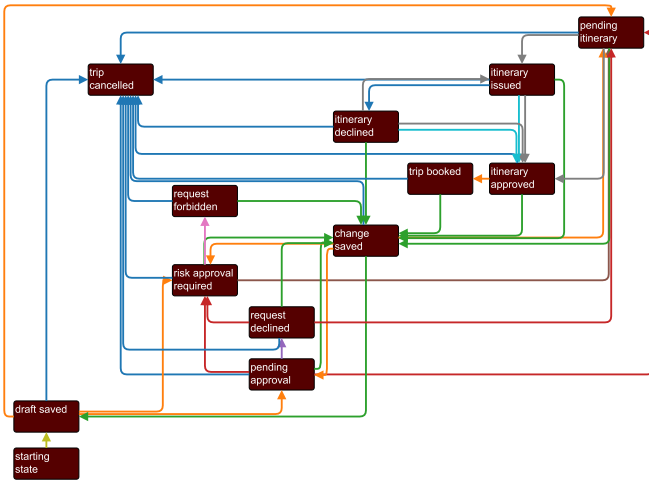 pending
itinerary
trip
cancelled
itinerary
issued
itinerary
declined
trip booked
itinerary
approved
request
forbidden
change
saved
risk approval
required
request
declined
pending
approval
draft saved
starting
state